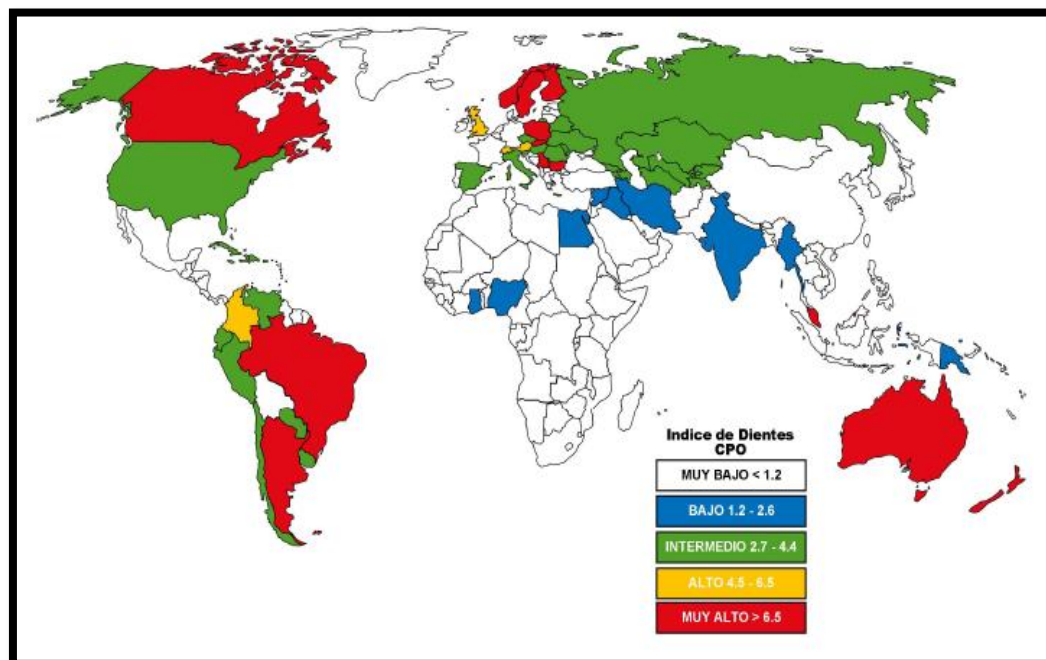 Indice de Dientes
CPO
MUY BAJO < 1.2
BAJO 1.2 - 2.6
INTERMEDIO 2.7 - 4.4
ALTO 4.5 - 6.5
MUY ALTO > 6.5